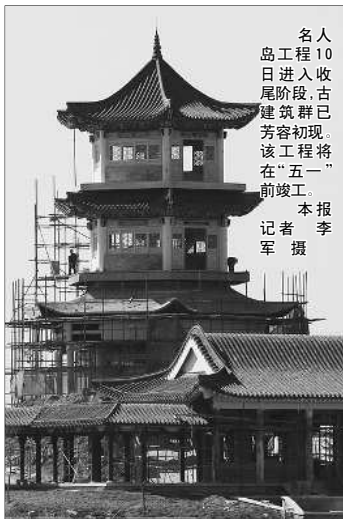 名人
岛工程10
日进入收
尾阶段,古
建筑群已
芳容初现。
该工程将
在“五一”
前竣工。
本报
记者 李
军 摄